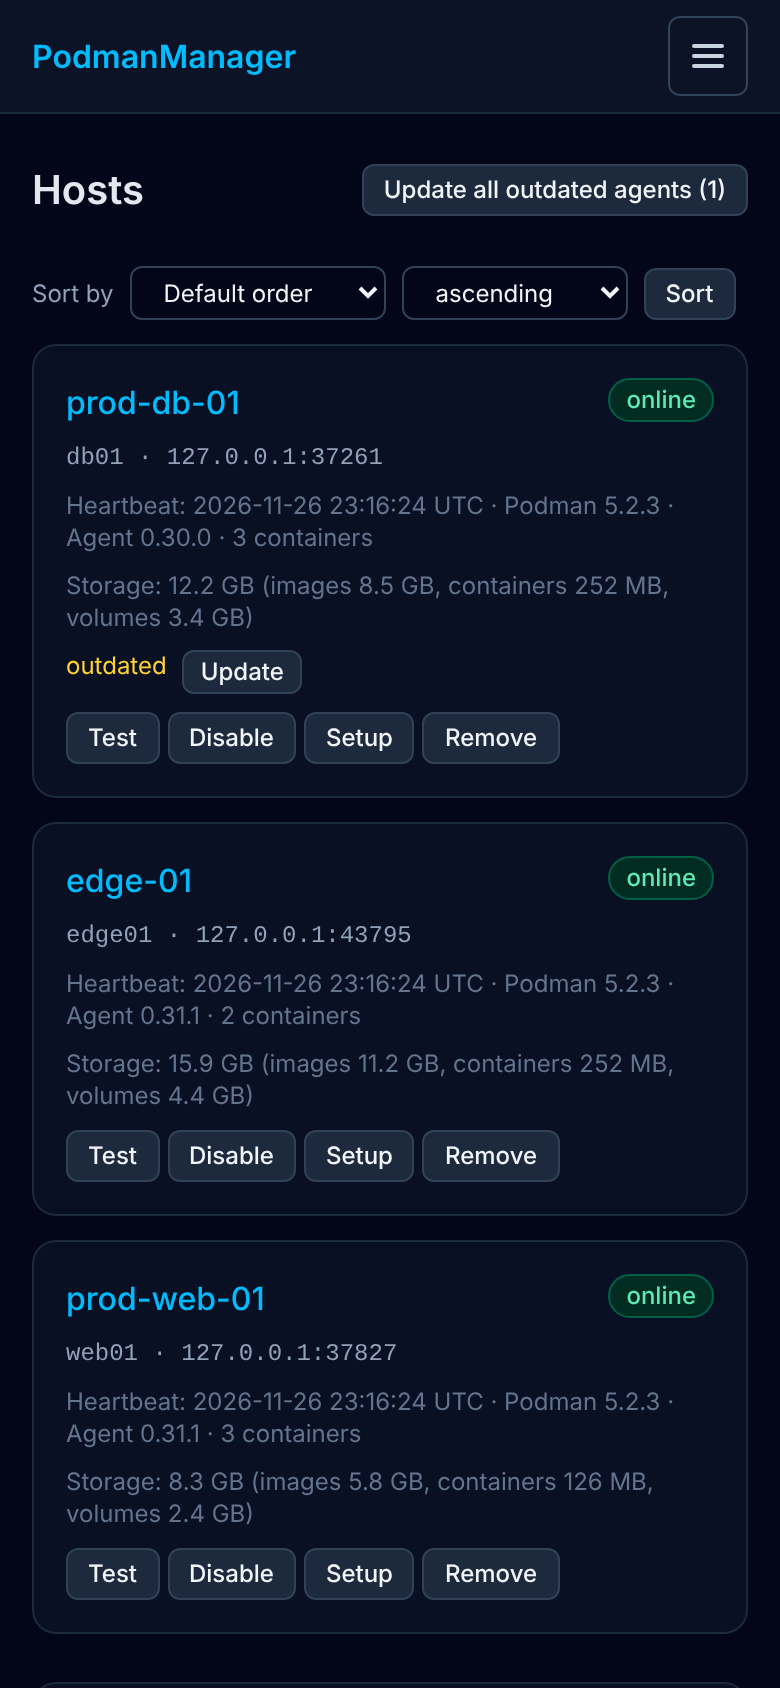 PodmanManager
Hosts
Update all outdated agents (1)
Sort by Default order ascending Sort
prod-db-01 online
db01 · 127.0.0.1:37261
Heartbeat: 2026-11-26 23:16:24 UTC · Podman 5.2.3 ·
Agent 0.30.0 · 3 containers
Storage: 12.2 GB (images 8.5 GB, containers 252 MB,
volumes 3.4 GB)
outdated Update
Test Disable Setup Remove
edge-01 online
edge01 · 127.0.0.1:43795
Heartbeat: 2026-11-26 23:16:24 UTC · Podman 5.2.3 ·
Agent 0.31.1 · 2 containers
Storage: 15.9 GB (images 11.2 GB, containers 252 MB,
volumes 4.4 GB)
Test Disable Setup Remove
prod-web-01 online
web01 · 127.0.0.1:37827
Heartbeat: 2026-11-26 23:16:24 UTC · Podman 5.2.3 ·
Agent 0.31.1 · 3 containers
Storage: 8.3 GB (images 5.8 GB, containers 126 MB,
volumes 2.4 GB)
Test Disable Setup Remove